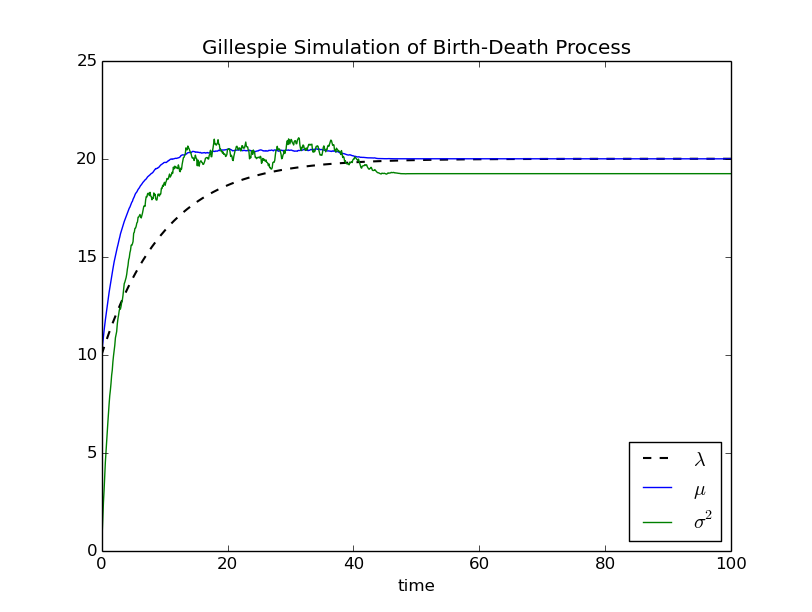 Gillespie Simulation of Birth-Death Process
25
20
15
10
5
0
0 20 40 60 80 100
time
λ
μ
σ²